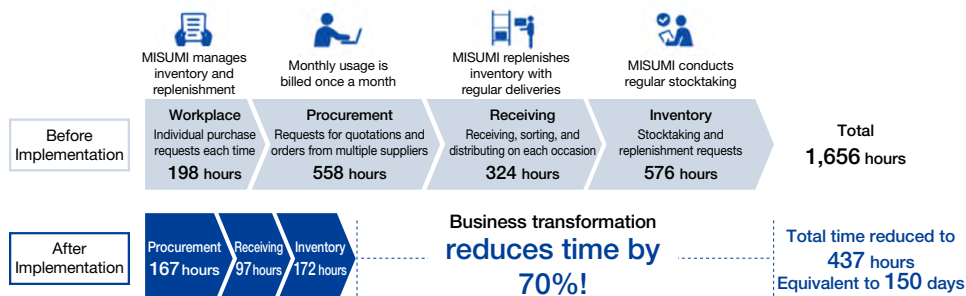 MISUMI manages
inventory and
replenishment
Monthly usage is
billed once a month
MISUMI replenishes
inventory with
regular deliveries
MISUMI conducts
regular stocktaking
Before
Implementation
Workplace
Individual purchase
requests each time
198 hours
Procurement
Requests for quotations and
orders from multiple suppliers
558 hours
Receiving
Receiving, sorting, and
distributing on each occasion
324 hours
Inventory
Stocktaking and
replenishment requests
576 hours
Total
1,656 hours
After
Implementation
Procurement
167 hours
Receiving
97 hours
Inventory
172 hours
Business transformation
reduces time by
70%!
Total time reduced to
437 hours
Equivalent to 150 days